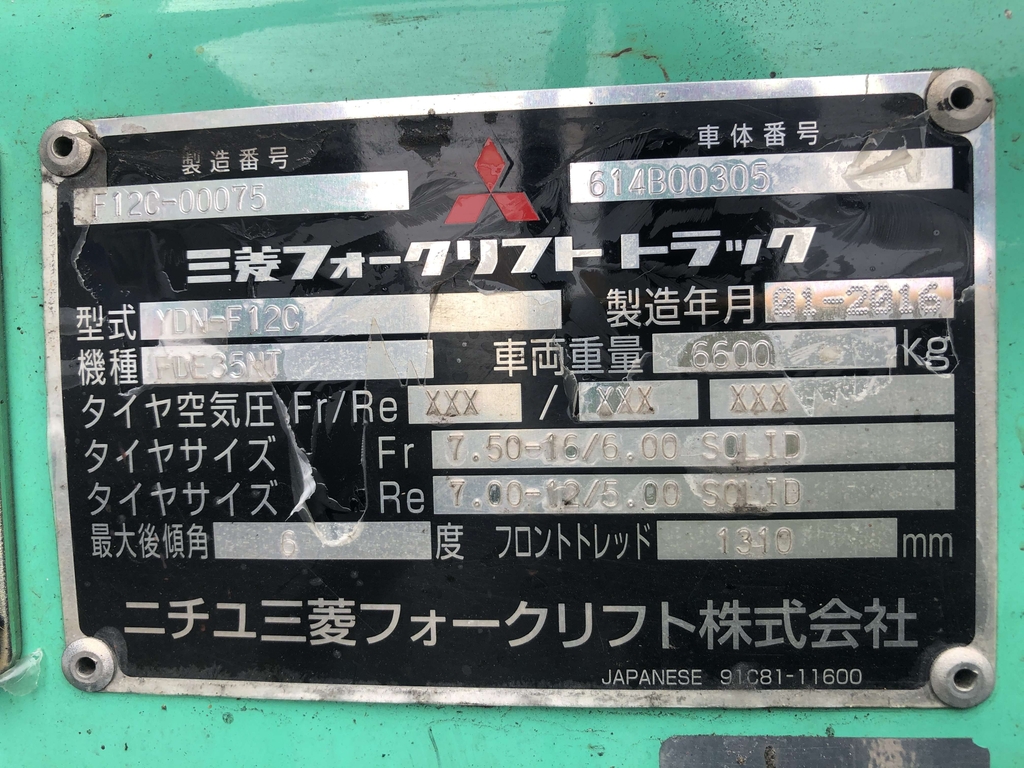 製造番号 車体番号
F12C-00075 614B00305
三菱フォークリフトトラック
型式 YDN-F12C 製造年月 01-2016
機種 FDE35NT 車両重量 6600 kg
タイヤ空気圧 Fr/Re XXX / XXX XXX
タイヤサイズ Fr 7.50-16/6.00 SOLID
タイヤサイズ Re 7.00-12/5.00 SOLID
最大後傾角 6 度 フロントトレッド 1310 mm
ニチユ三菱フォークリフト株式会社
JAPANESE 91C81-11600